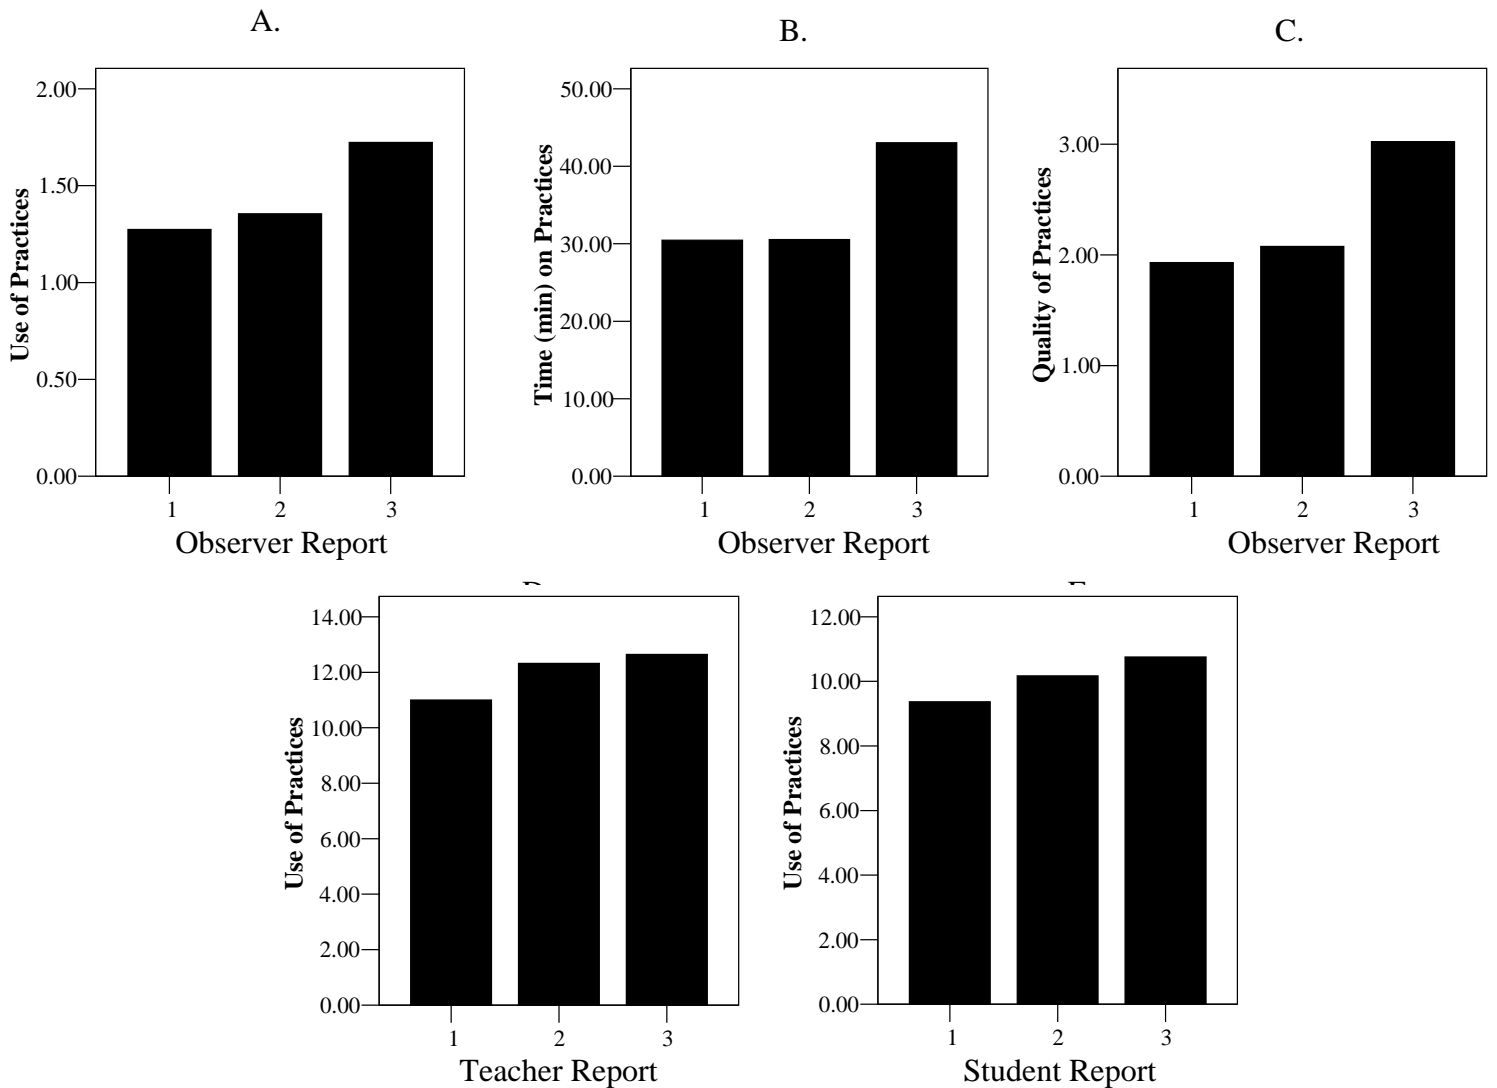 A.
2.00
1.50
1.00
0.50
0.00
Use of Practices
1 2 3
Observer Report
B.
50.00
40.00
30.00
20.00
10.00
0.00
Time (min) on Practices
1 2 3
Observer Report
C.
3.00
2.00
1.00
0.00
Quality of Practices
1 2 3
Observer Report
14.00
12.00
10.00
8.00
6.00
4.00
2.00
0.00
Use of Practices
1 2 3
Teacher Report
12.00
10.00
8.00
6.00
4.00
2.00
0.00
Use of Practices
1 2 3
Student Report